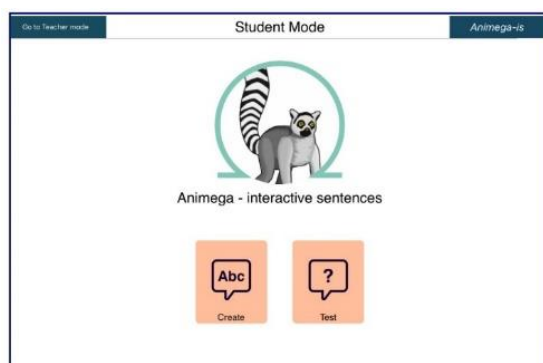 Go to Teacher mode
Student Mode
Animega-is
Animega - interactive sentences
Abc
?
Create
Test